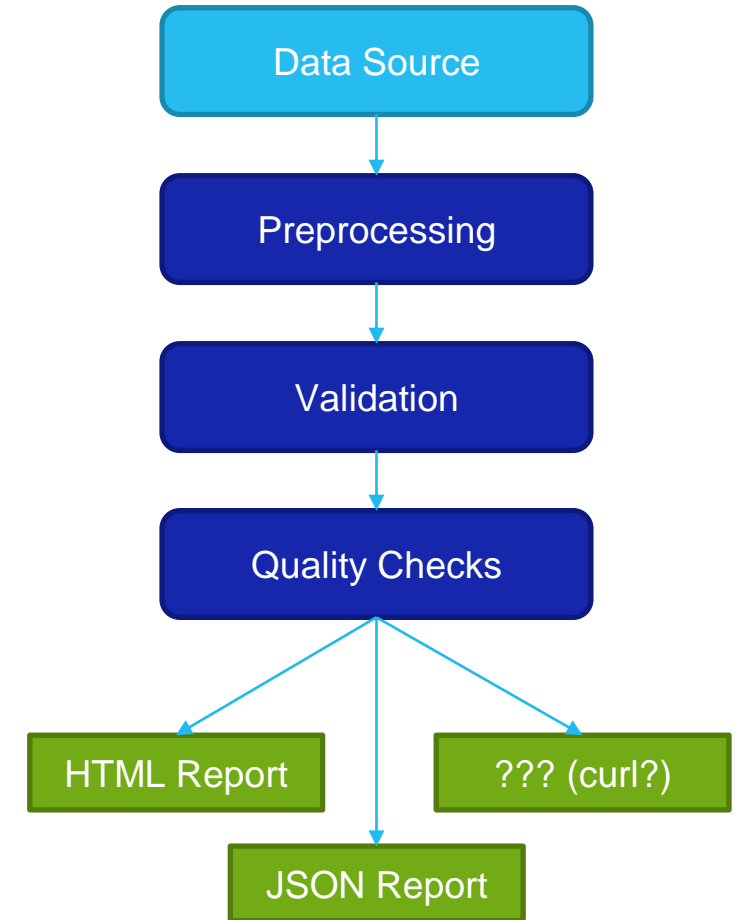 Data Source
Preprocessing
Validation
Quality Checks
HTML Report
??? (curl?)
JSON Report